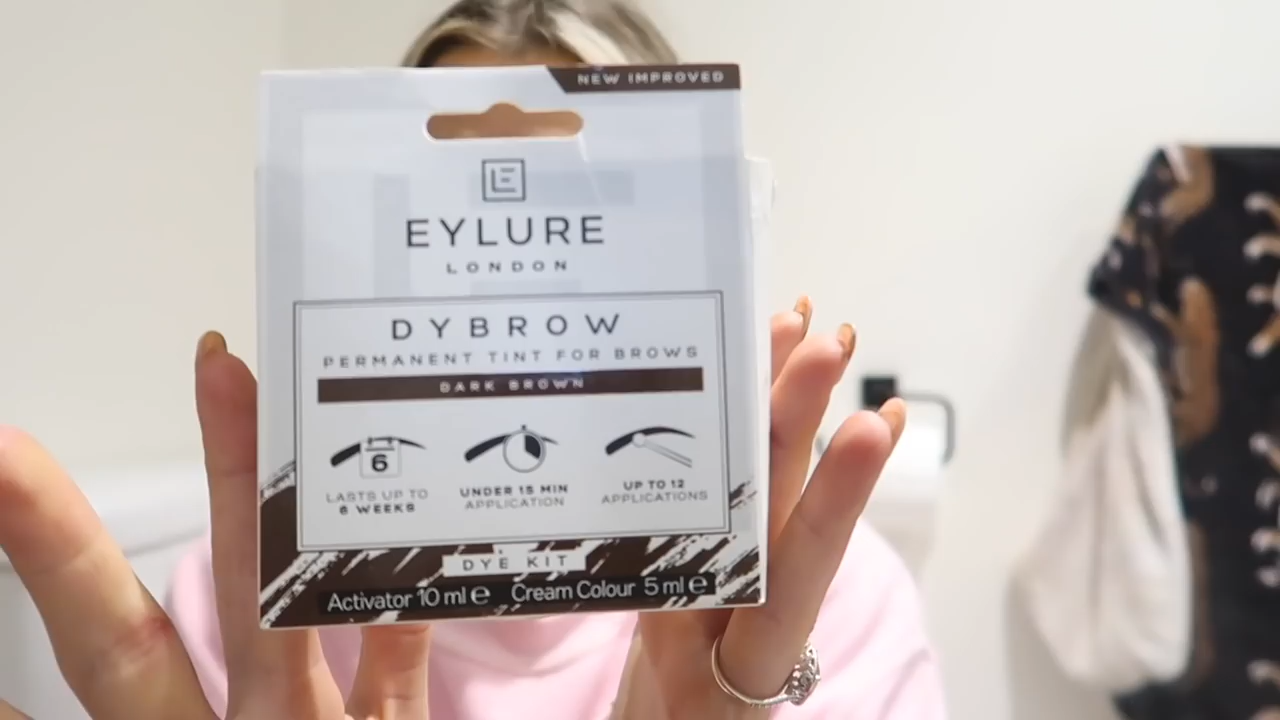 NEW IMPROVED
EYLURE
LONDON
DYBROW
PERMANENT TINT FOR BROWS
DARK BROWN
6
LASTS UP TO
6 WEEKS
UNDER 15 MIN
APPLICATION
UP TO 12
APPLICATIONS
DYE KIT
Activator 10 ml e Cream Colour 5 ml e